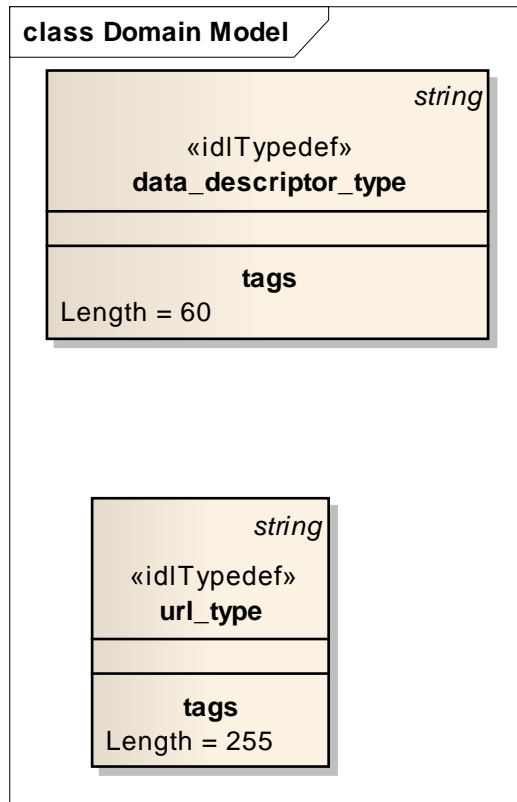 class Domain Model
string
«idlTypedef»
data_descriptor_type
tags
Length = 60
string
«idlTypedef»
url_type
tags
Length = 255